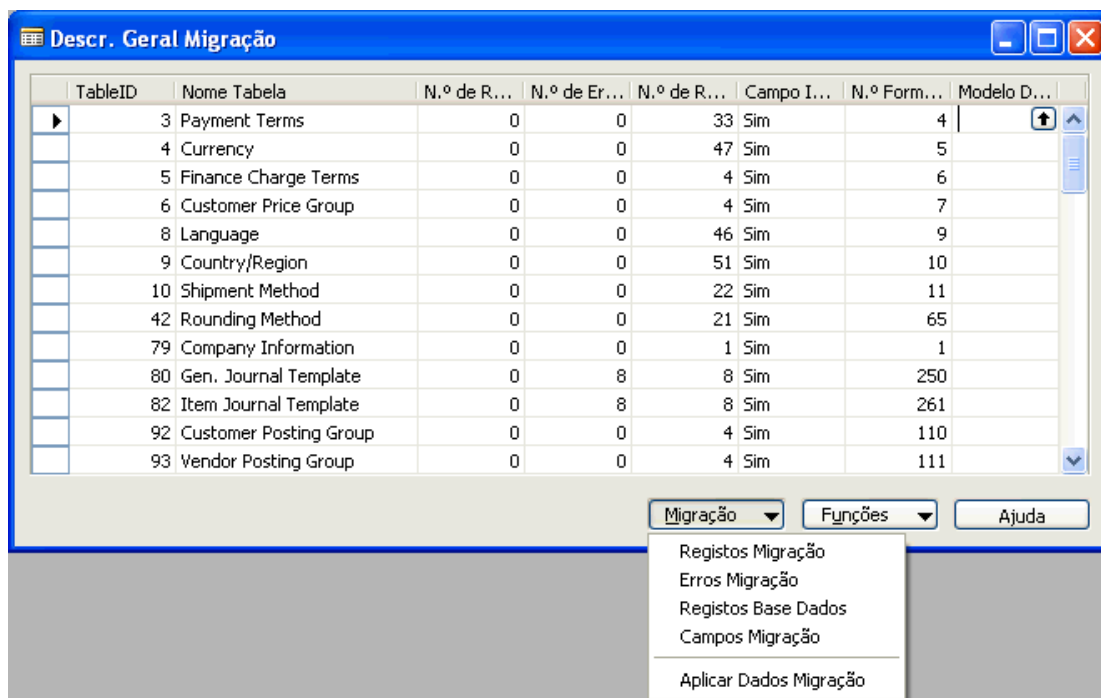 Descr. Geral Migração
TableID Nome Tabela N.º de R... N.º de Er... N.º de R... Campo I... N.º Form... Modelo D...
3 Payment Terms 0 0 33 Sim 4
4 Currency 0 0 47 Sim 5
5 Finance Charge Terms 0 0 4 Sim 6
6 Customer Price Group 0 0 4 Sim 7
8 Language 0 0 46 Sim 9
9 Country/Region 0 0 51 Sim 10
10 Shipment Method 0 0 22 Sim 11
42 Rounding Method 0 0 21 Sim 65
79 Company Information 0 0 1 Sim 1
80 Gen. Journal Template 0 8 8 Sim 250
82 Item Journal Template 0 8 8 Sim 261
92 Customer Posting Group 0 0 4 Sim 110
93 Vendor Posting Group 0 0 4 Sim 111
Migração Funções Ajuda
Registos Migração
Erros Migração
Registos Base Dados
Campos Migração
Aplicar Dados Migração